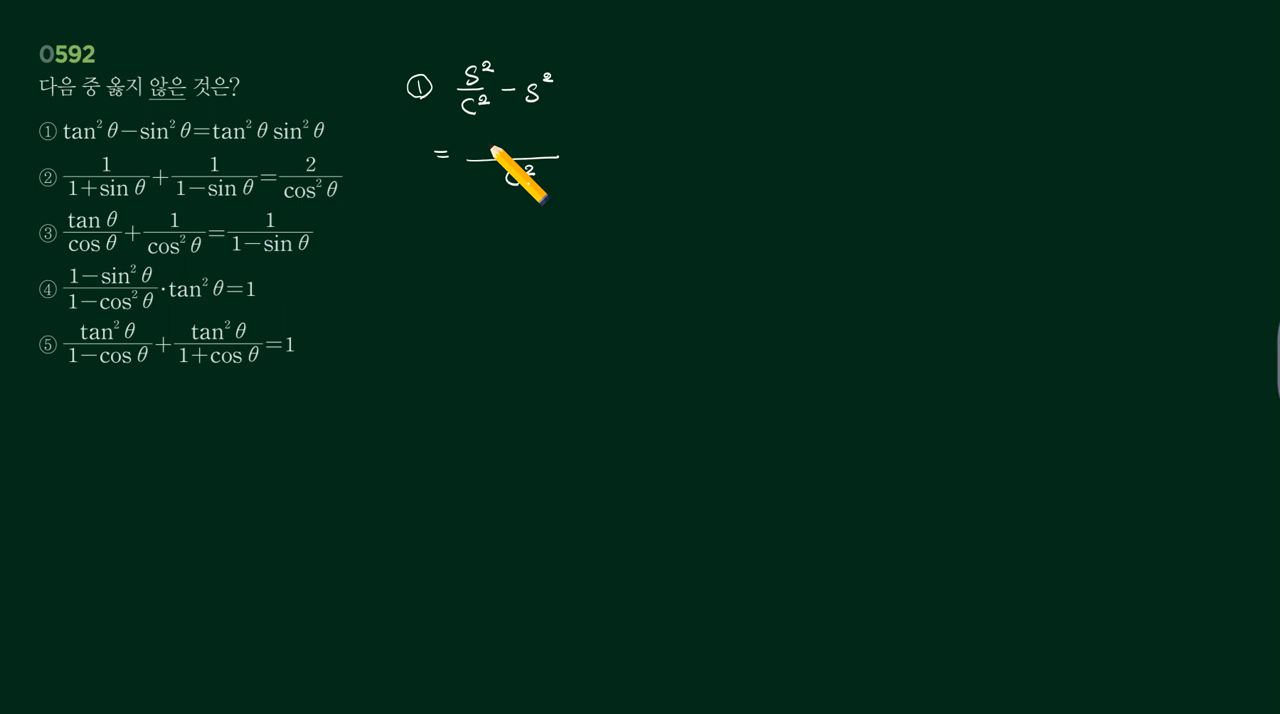 0592
다음 중 옳지 않은 것은?
① tan² θ−sin² θ=tan² θ sin² θ
② 1/(1+sin θ)+1/(1−sin θ)=2/cos² θ
③ tan θ/cos θ+1/cos² θ=1/(1−sin θ)
④ (1−sin² θ)/(1−cos² θ)·tan² θ=1
⑤ tan² θ/(1−cos θ)+tan² θ/(1+cos θ)=1
① S²/C² − S²
= /C²